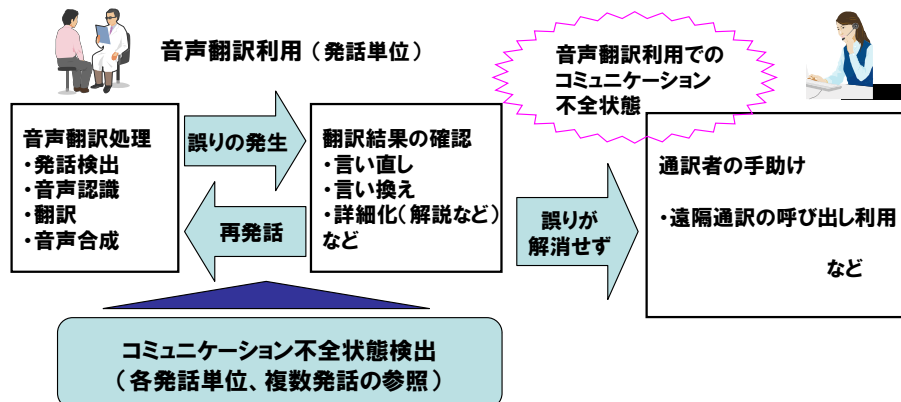 音声翻訳利用（発話単位）
音声翻訳利用での
コミュニケーション
不全状態
音声翻訳処理
・発話検出
・音声認識
・翻訳
・音声合成
誤りの発生
再発話
翻訳結果の確認
・言い直し
・言い換え
・詳細化（解説など）
など
誤りが
解消せず
通訳者の手助け
・遠隔通訳の呼び出し利用
など
コミュニケーション不全状態検出
（各発話単位、複数発話の参照）